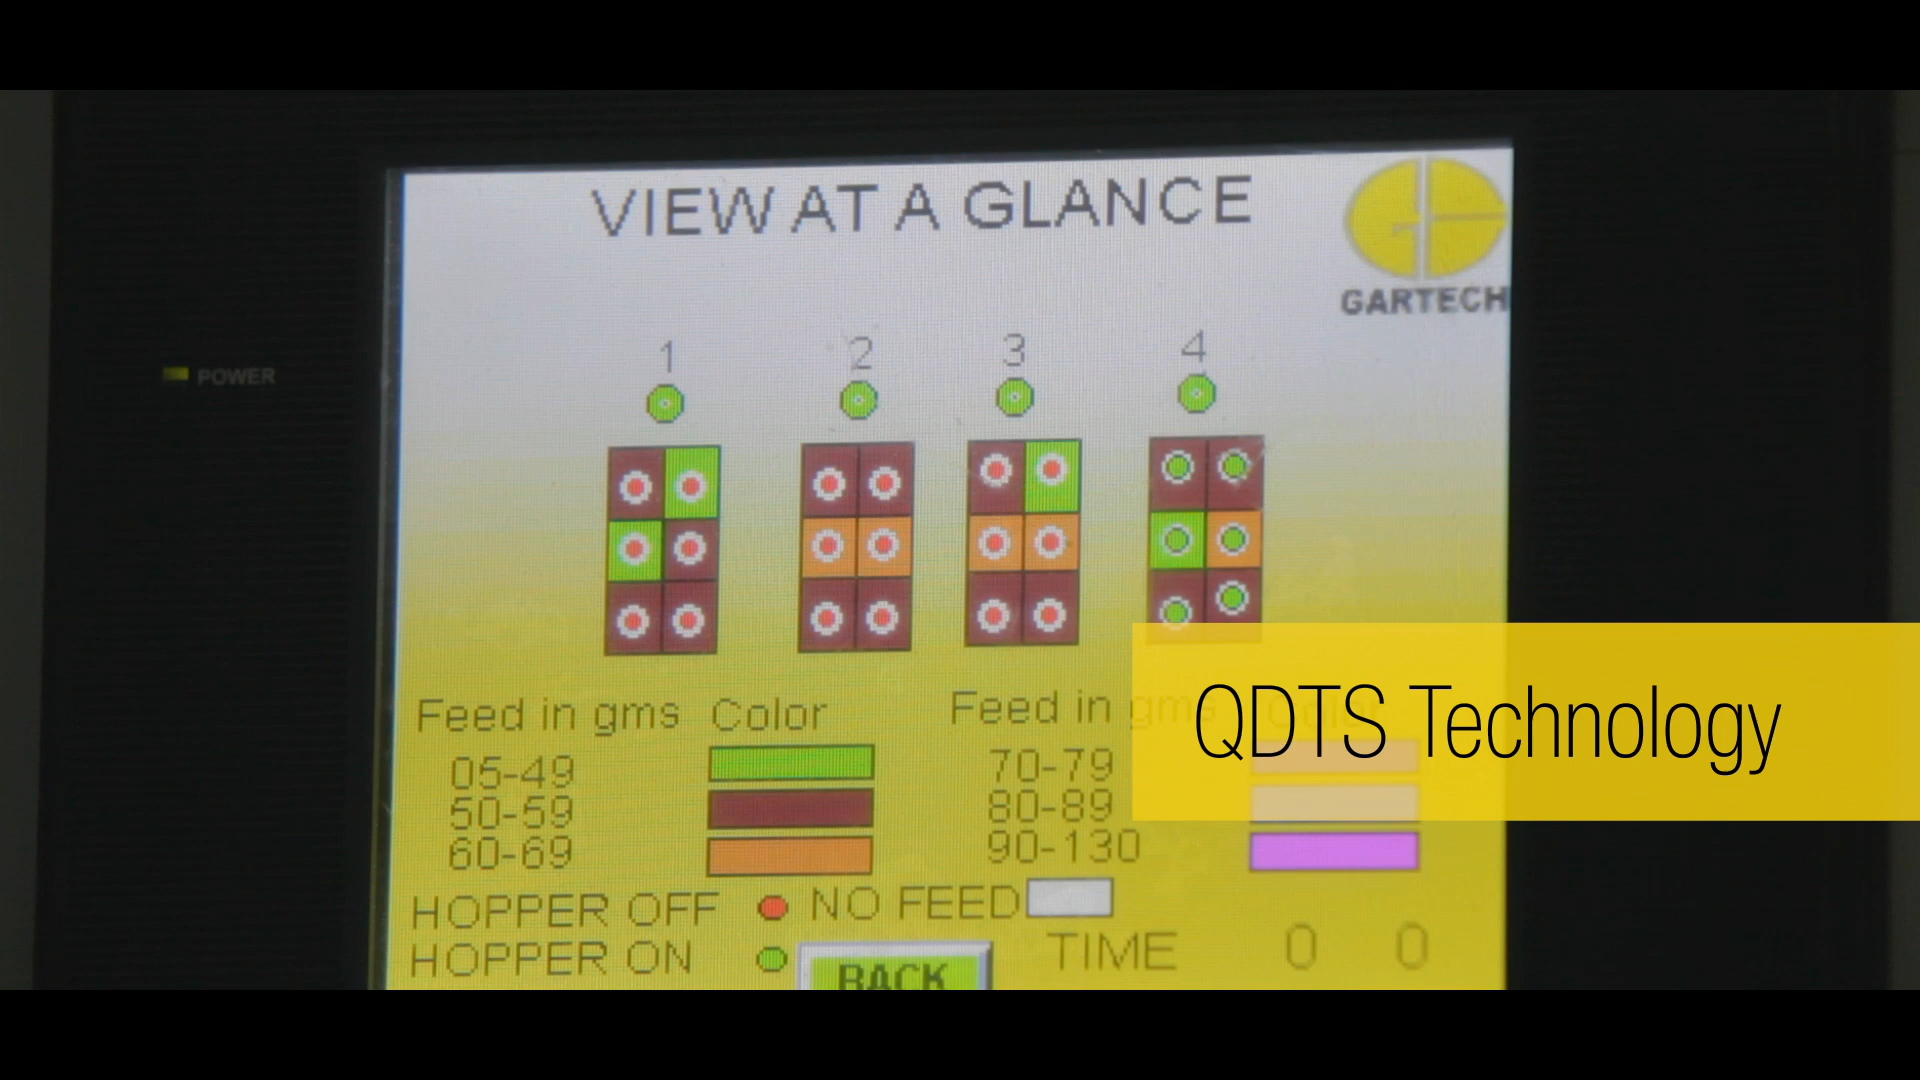 VIEW AT A GLANCE
GARTECH
POWER
1 2 3 4
Feed in gms Color Feed in gms Color
05-49 70-79
50-59 80-89
60-69 90-130
QDTS Technology
HOPPER OFF NO FEED
HOPPER ON BACK TIME 0 0